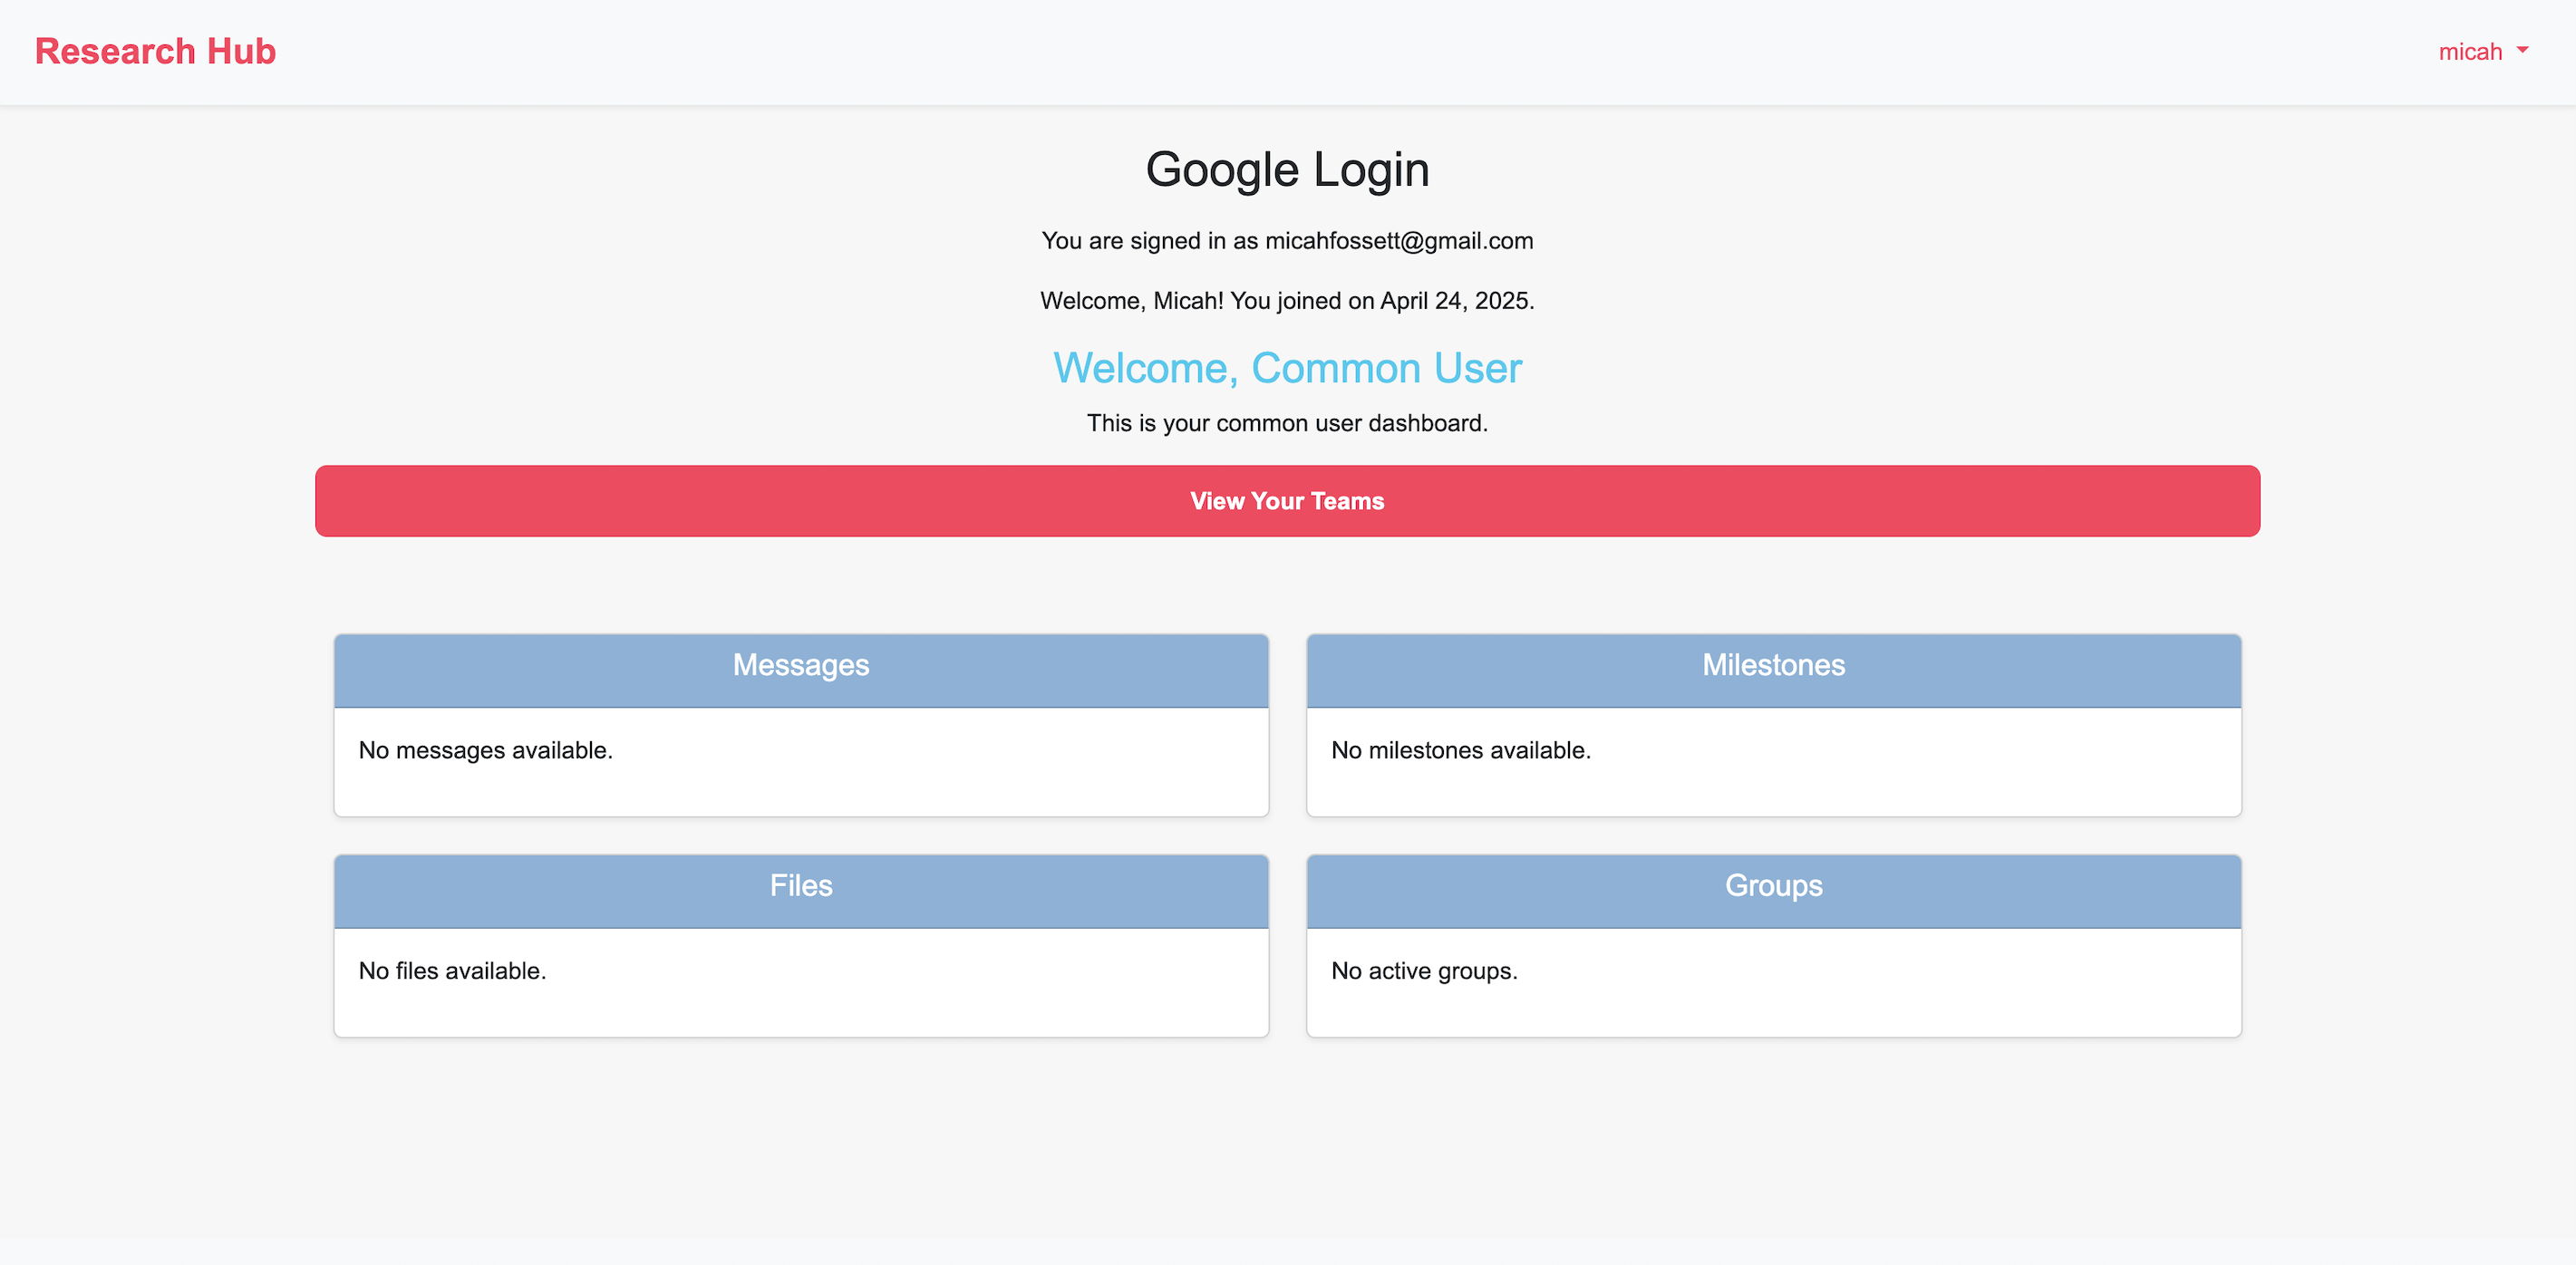 Research Hub
micah
Google Login
You are signed in as micahfossett@gmail.com
Welcome, Micah! You joined on April 24, 2025.
Welcome, Common User
This is your common user dashboard.
View Your Teams
Messages
No messages available.
Milestones
No milestones available.
Files
No files available.
Groups
No active groups.